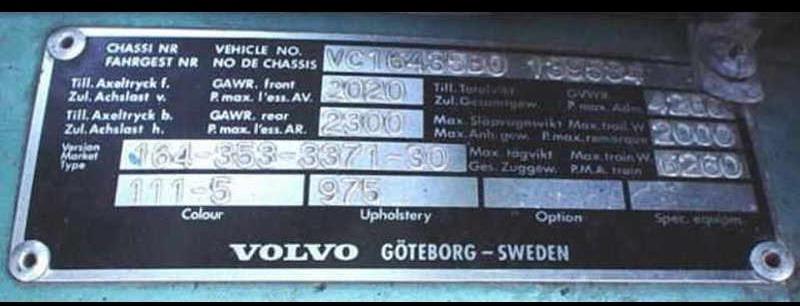 CHASSI NR VEHICLE NO.
FAHRGEST NR NO DE CHASSIS
Till. Axeltryck f. GAWR. front 2020 Till. Totalvikt GVWR.
Zul. Achslast v. P. max. l'ess. AV. Zul. Gesamtgew. P. max. Adm.
Till. Axeltryck b. GAWR. rear 2300 Max. Släpvagnsvikt Max. trail. W. 2000
Zul. Achslast h. P. max. l'ess. AR. Max. Anh. gew. P. max. remorque
Version
Market
Type
164-353-3371-30 Max. tågvikt Max. train W. 6260
Ges. Zuggew. P.M.A. train
111-5 975
Colour Upholstery Option Spec. equipm.
VOLVO GÖTEBORG – SWEDEN